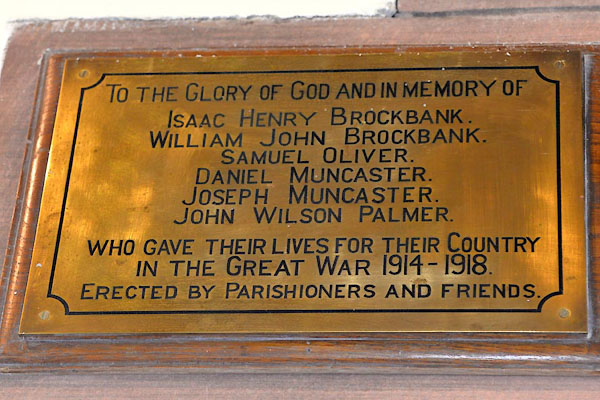 To the Glory of God and in memory of
Isaac Henry Brockbank.
William John Brockbank.
Samuel Oliver.
Daniel Muncaster.
Joseph Muncaster.
John Wilson Palmer.
who gave their lives for their Country
in the Great War 1914-1918.
Erected by Parishioners and friends.